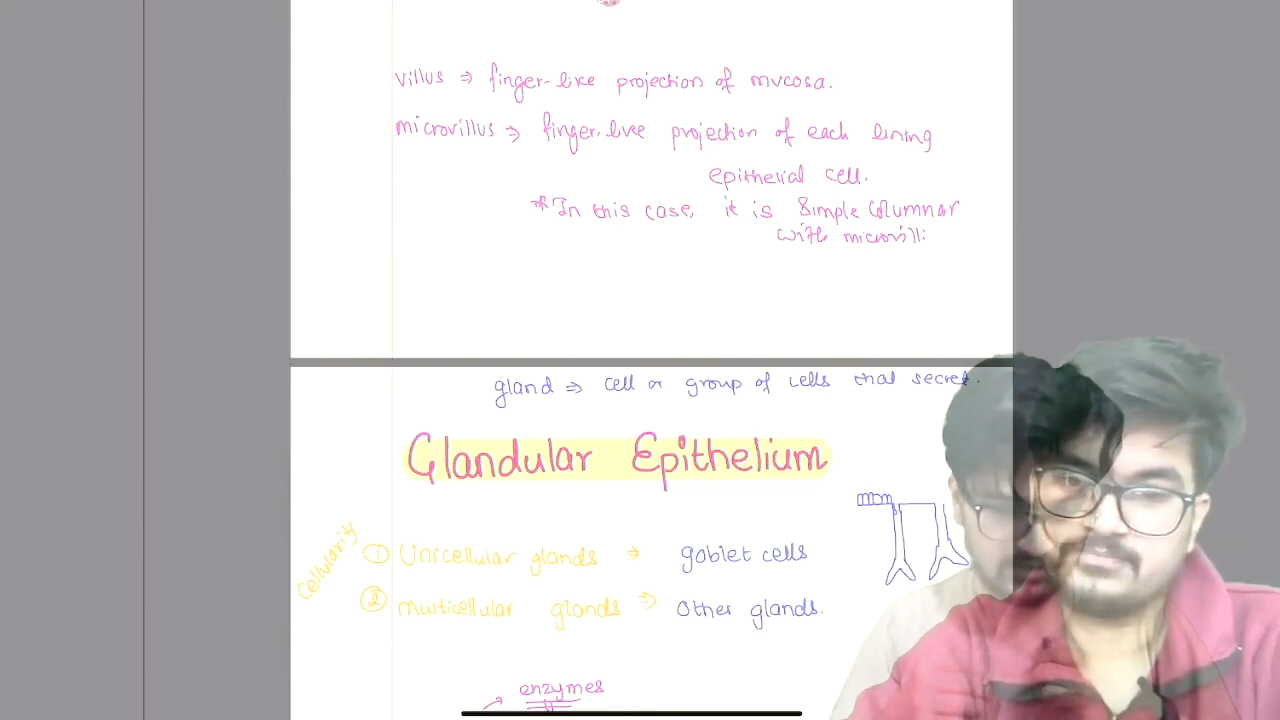 villus ⇒ finger-like projection of mucosa.
microvillus ⇒ finger-like projection of each lining
epithelial cell.
*In this case, it is Simple Columnar
with microvilli
gland ⇒ cell or group of cells that secret.
Glandular Epithelium
Cellularity
① Unicellular glands ⇒ goblet cells
② Multicellular glands ⇒ Other glands.
→ enzymes